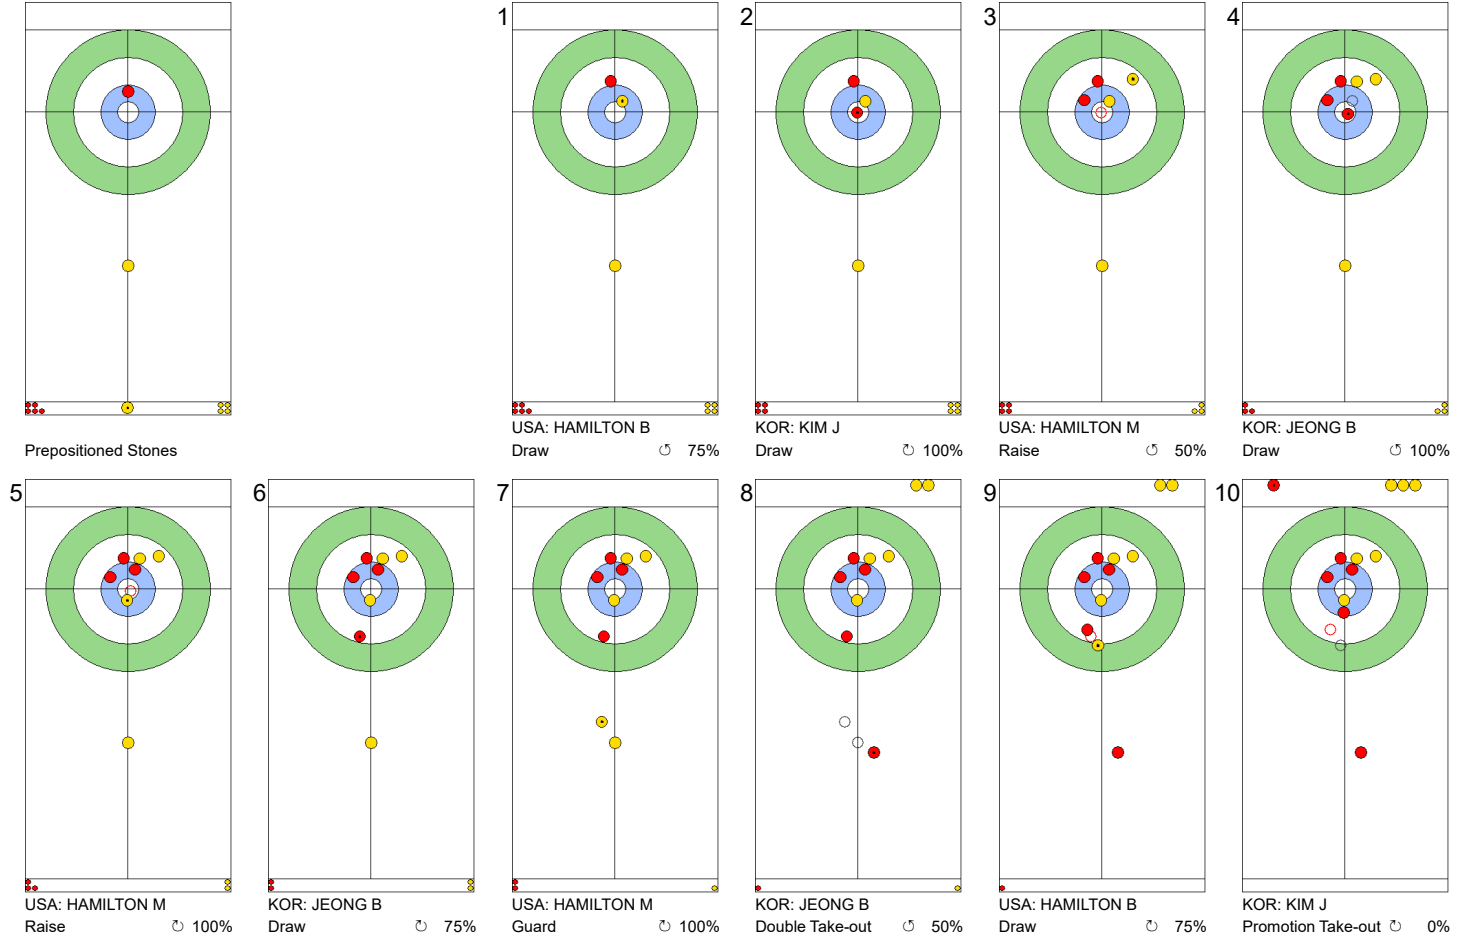 Prepositioned Stones
1
USA: HAMILTON B
Draw ↺ 75%
2
KOR: KIM J
Draw ↻ 100%
3
USA: HAMILTON M
Raise ↺ 50%
4
KOR: JEONG B
Draw ↻ 100%
5
USA: HAMILTON M
Raise ↻ 100%
6
KOR: JEONG B
Draw ↻ 75%
7
USA: HAMILTON M
Guard ↻ 100%
8
KOR: JEONG B
Double Take-out ↺ 50%
9
USA: HAMILTON B
Draw ↺ 75%
10
KOR: KIM J
Promotion Take-out ↻ 0%